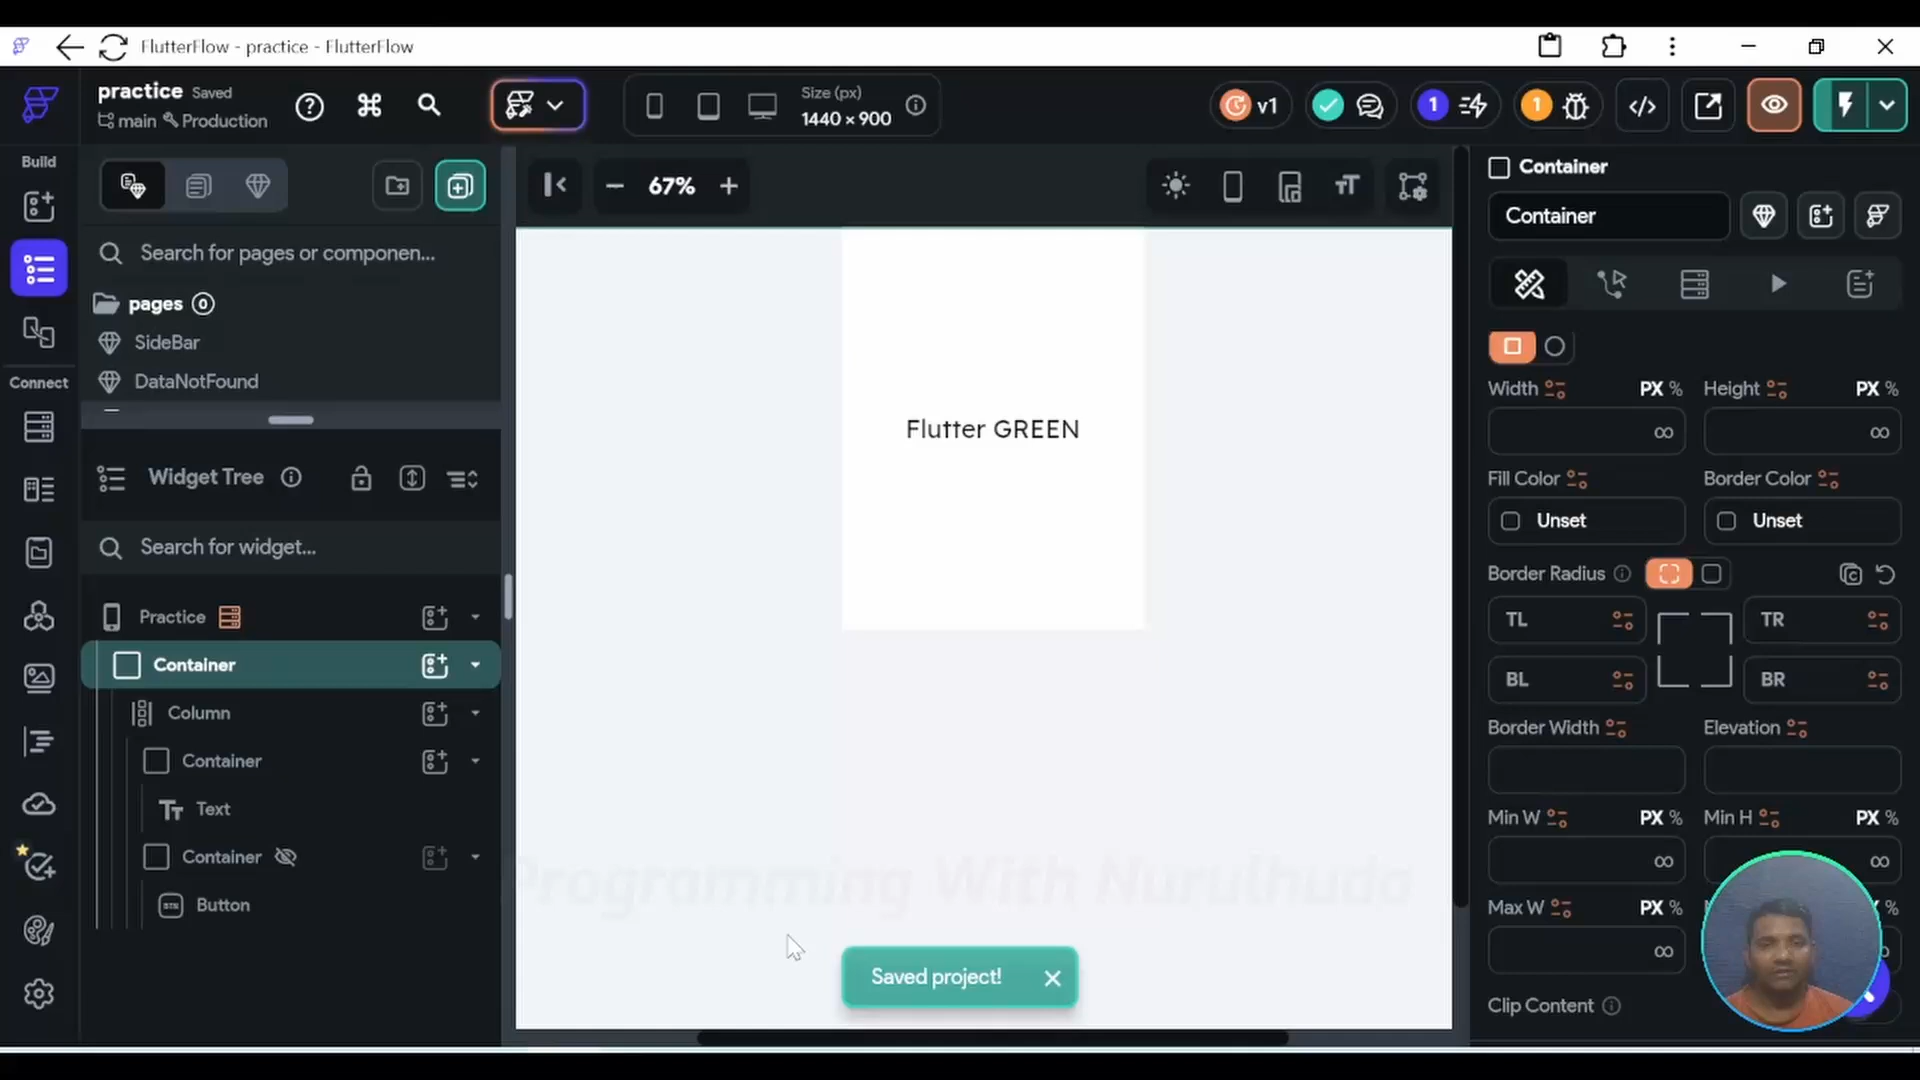 FlutterFlow - practice - FlutterFlow
practice Saved
main Production
Size (px)
1440 × 900
v1
1
1
Build
Connect
67%
Search for pages or componen...
pages 0
SideBar
DataNotFound
Widget Tree
Search for widget...
Practice
Container
Column
Container
Text
Container
BTN Button
Flutter GREEN
Programming With Nurulhuda
Saved project!
Container
Container
Width PX %
Height PX %
∞
∞
Fill Color
Border Color
Unset
Unset
Border Radius
TL
TR
BL
BR
Border Width
Elevation
Min W PX %
Min H PX %
∞
∞
Max W PX %
%
∞
Clip Content